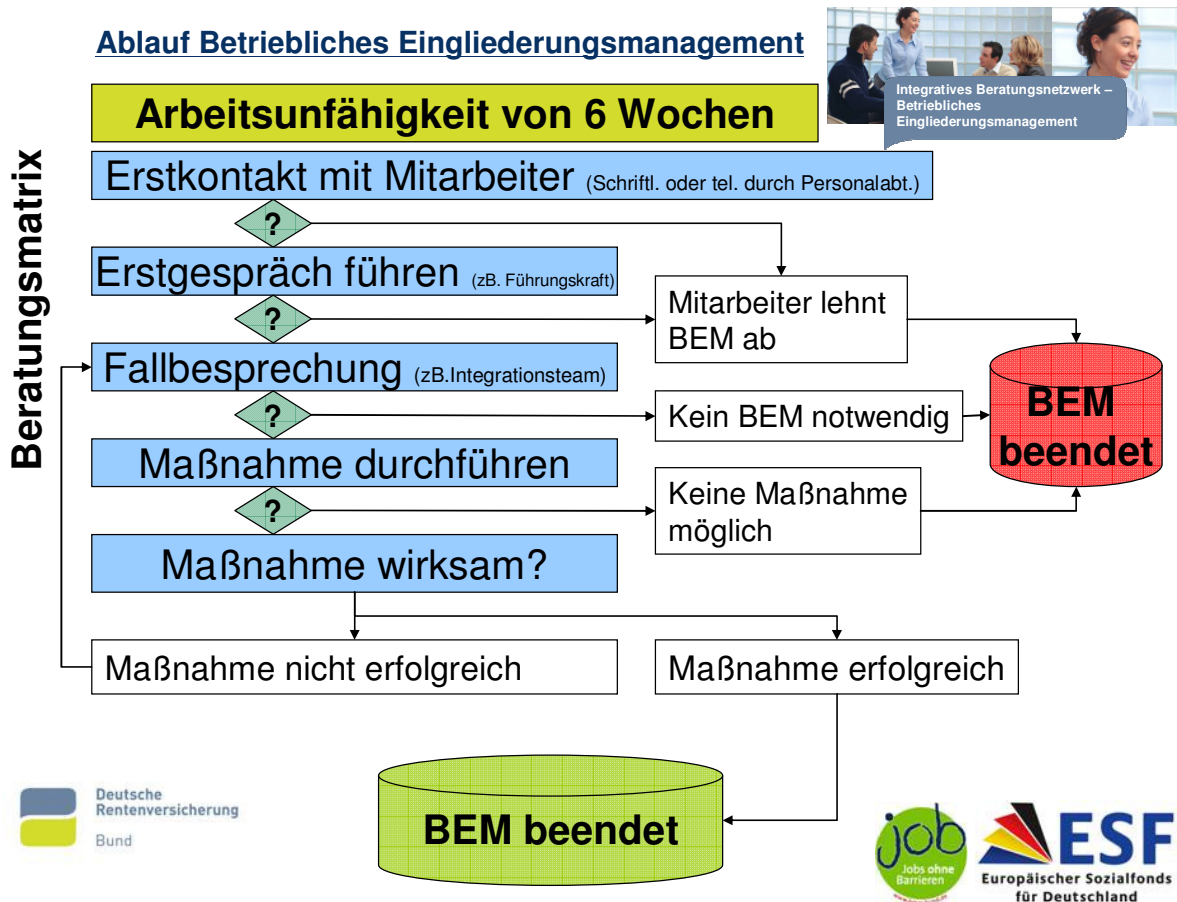 Ablauf Betriebliches Eingliederungsmanagement
Integratives Beratungsnetzwerk –
Betriebliches
Eingliederungsmanagement
Arbeitsunfähigkeit von 6 Wochen
Beratungsmatrix
Erstkontakt mit Mitarbeiter (Schriftl. oder tel. durch Personalabt.)
?
Erstgespräch führen (zB. Führungskraft)
?
Mitarbeiter lehnt
BEM ab
Fallbesprechung (zB.Integrationsteam)
?
Kein BEM notwendig
BEM
beendet
Maßnahme durchführen
?
Keine Maßnahme
möglich
Maßnahme wirksam?
Maßnahme nicht erfolgreich
Maßnahme erfolgreich
BEM beendet
Deutsche
Rentenversicherung
Bund
job
Jobs ohne
Barrieren
ESF
Europäischer Sozialfonds
für Deutschland